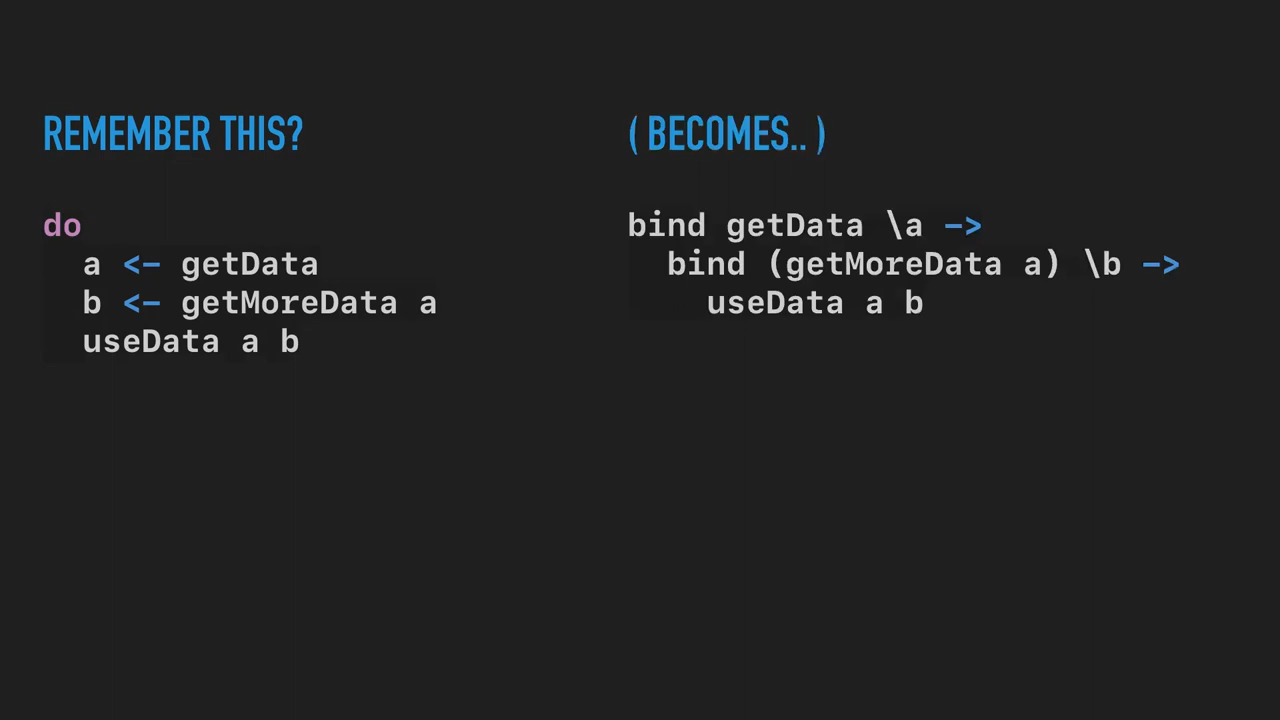 REMEMBER THIS?
do
  a <- getData
  b <- getMoreData a
  useData a b
( BECOMES.. )
bind getData \a ->
  bind (getMoreData a) \b ->
    useData a b